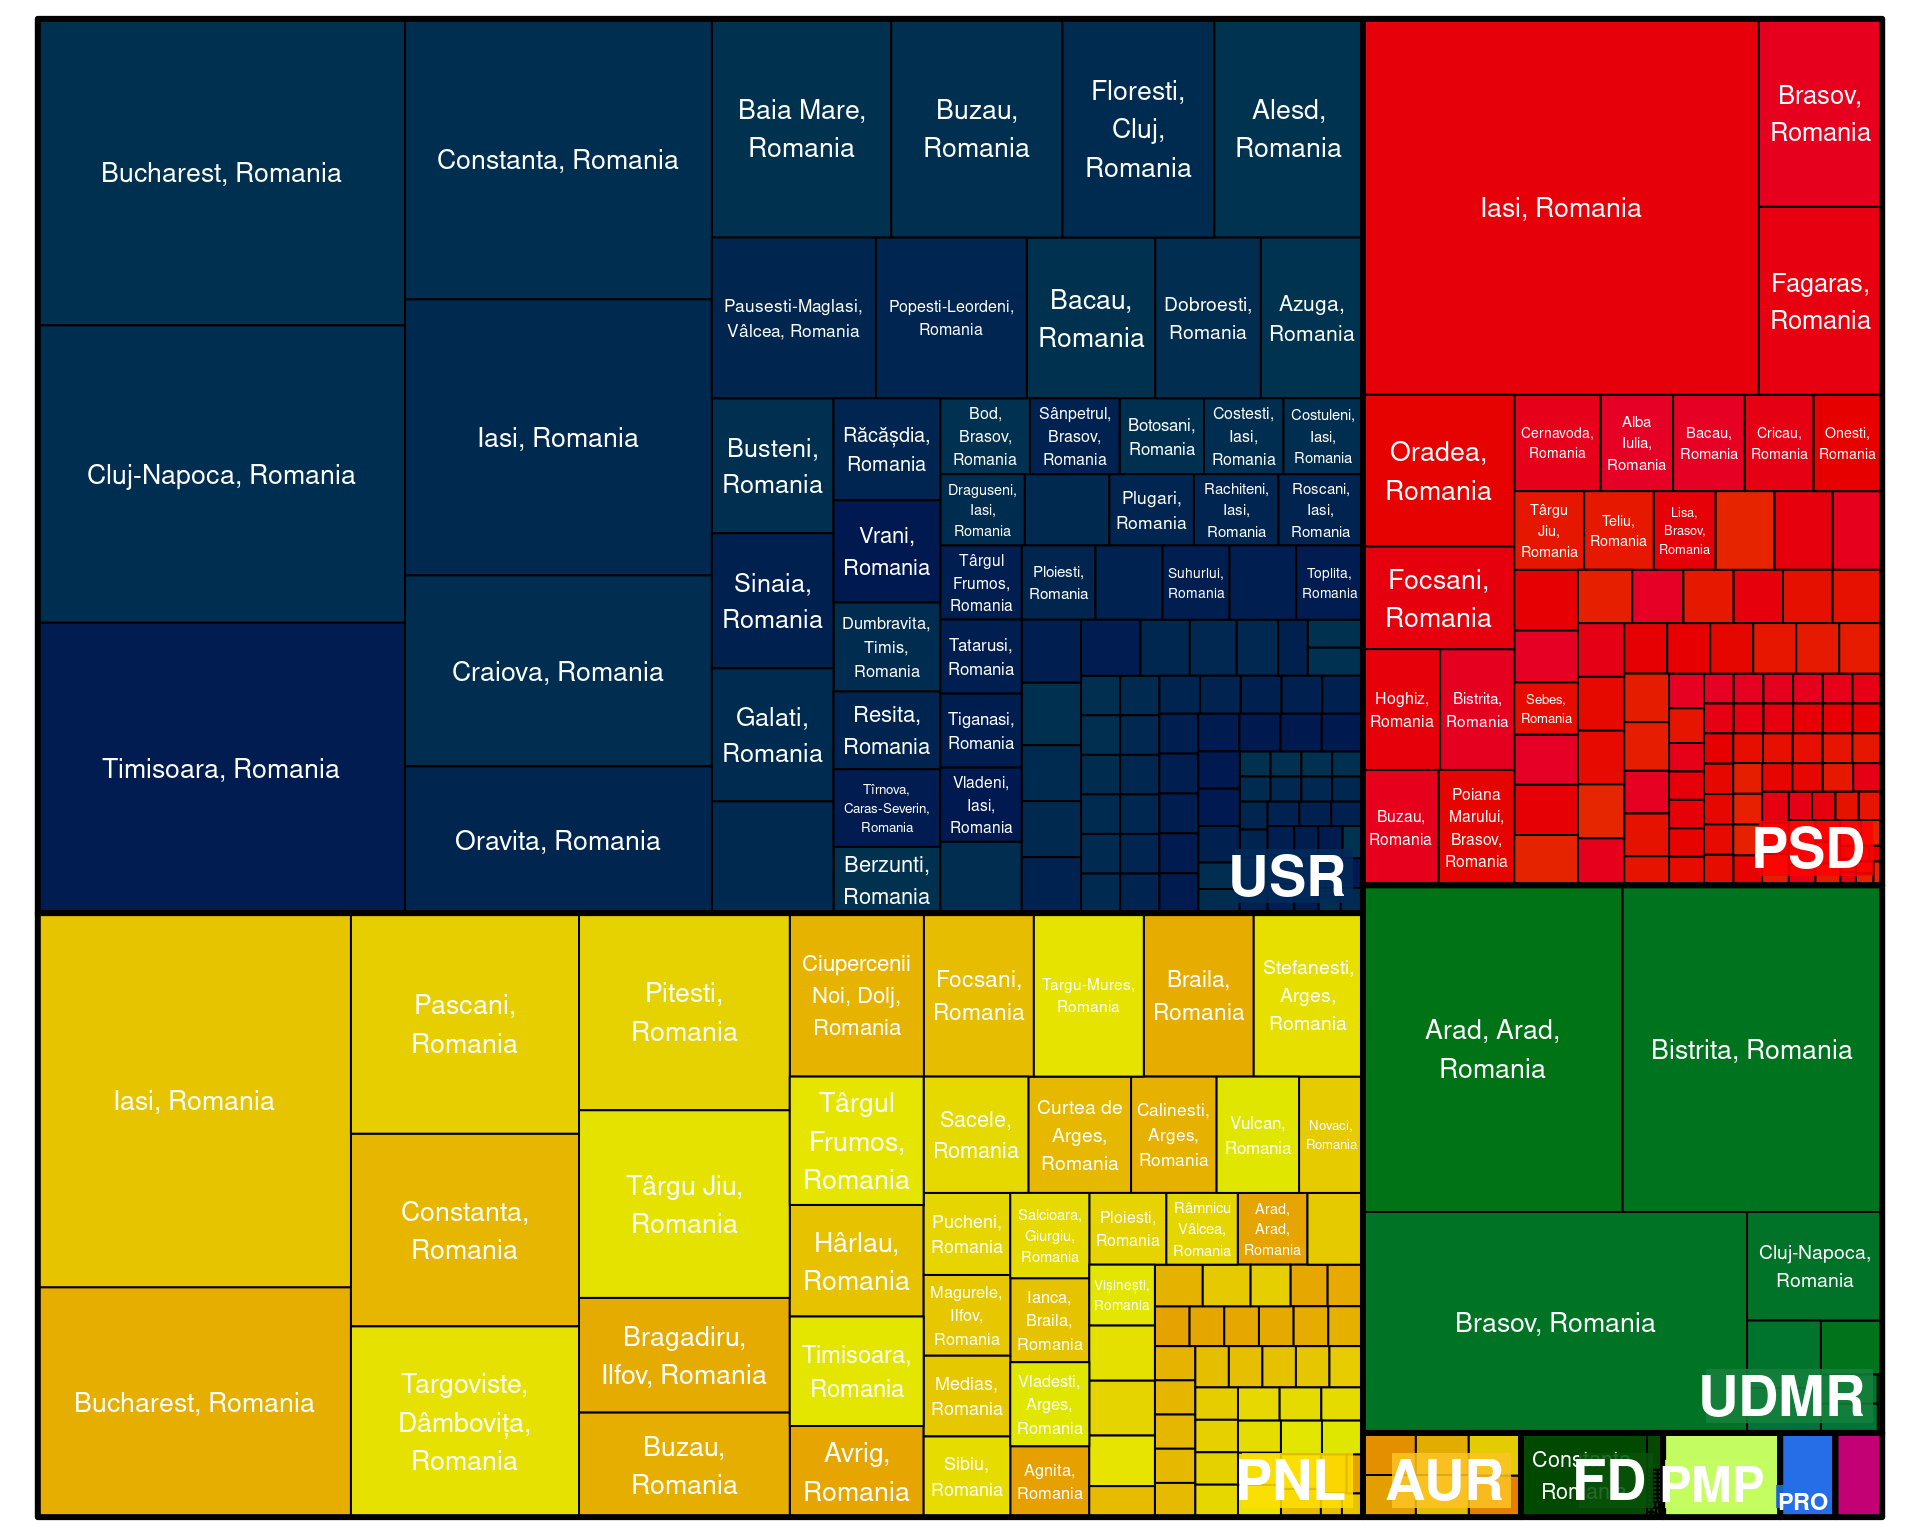 Bucharest, Romania
Cluj-Napoca, Romania
Timisoara, Romania
Constanta, Romania
Iasi, Romania
Craiova, Romania
Oravita, Romania
Baia Mare,
Romania
Buzau,
Romania
Floresti,
Cluj,
Romania
Alesd,
Romania
Pausesti-Maglasi,
Vâlcea, Romania
Popesti-Leordeni,
Romania
Bacau,
Romania
Dobroesti,
Romania
Azuga,
Romania
Busteni,
Romania
Sinaia,
Romania
Galati,
Romania
Răcășdia,
Romania
Vrani,
Romania
Dumbravita,
Timis,
Romania
Resita,
Romania
Tîrnova,
Caras-Severin,
Romania
Berzunti,
Romania
Bod,
Brasov,
Romania
Sânpetrul,
Brasov,
Romania
Botosani,
Romania
Costesti,
Iasi,
Romania
Costuleni,
Iasi,
Romania
Draguseni,
Iasi,
Romania
Plugari,
Romania
Rachiteni,
Iasi,
Romania
Roscani,
Iasi,
Romania
Târgul
Frumos,
Romania
Ploiesti,
Romania
Suhurlui,
Romania
Toplita,
Romania
Tatarusi,
Romania
Tiganasi,
Romania
Vladeni,
Iasi,
Romania
USR
Iasi, Romania
Brasov,
Romania
Fagaras,
Romania
Oradea,
Romania
Focsani,
Romania
Hoghiz,
Romania
Bistrita,
Romania
Buzau,
Romania
Poiana
Marului,
Brasov,
Romania
Cernavoda,
Romania
Alba
Iulia,
Romania
Bacau,
Romania
Cricau,
Romania
Onesti,
Romania
Târgu
Jiu,
Romania
Teliu,
Romania
Lisa,
Brasov,
Romania
Sebes,
Romania
PSD
Iasi, Romania
Bucharest, Romania
Pascani,
Romania
Constanta,
Romania
Targoviste,
Dâmbovița,
Romania
Pitesti,
Romania
Târgu Jiu,
Romania
Bragadiru,
Ilfov, Romania
Buzau,
Romania
Ciupercenii
Noi, Dolj,
Romania
Târgul
Frumos,
Romania
Hârlau,
Romania
Timisoara,
Romania
Avrig,
Romania
Focsani,
Romania
Targu-Mures,
Romania
Braila,
Romania
Stefanesti,
Arges,
Romania
Sacele,
Romania
Curtea de
Arges,
Romania
Calinesti,
Arges,
Romania
Vulcan,
Romania
Novaci,
Romania
Pucheni,
Romania
Magurele,
Ilfov,
Romania
Medias,
Romania
Sibiu,
Romania
Salcioara,
Giurgiu,
Romania
Ianca,
Braila,
Romania
Vladesti,
Arges,
Romania
Agnita,
Romania
Ploiesti,
Romania
Râmnicu
Vâlcea,
Romania
Arad,
Arad,
Romania
Vișinești,
Romania
PNL
Arad, Arad,
Romania
Bistrita, Romania
Brasov, Romania
Cluj-Napoca,
Romania
UDMR
AUR
Constanta,
Romania
FD
PMP
PRO